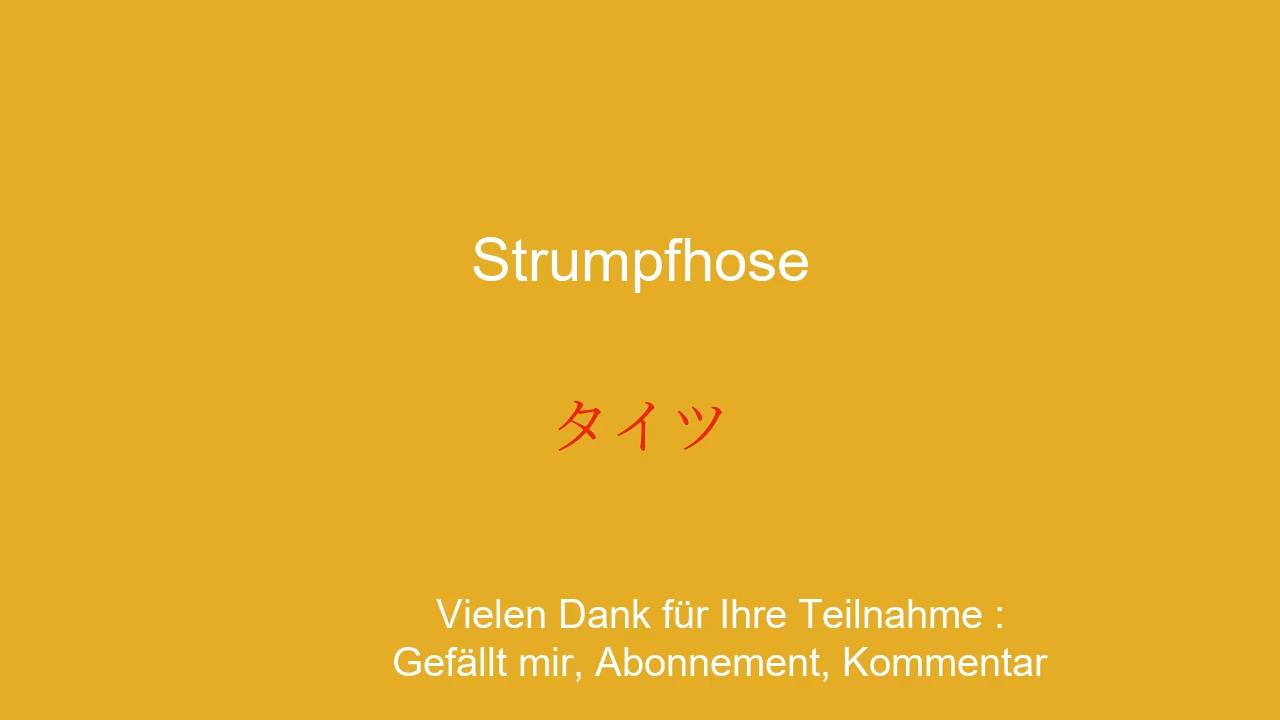 Strumpfhose
タイツ
Vielen Dank für Ihre Teilnahme :
Gefällt mir, Abonnement, Kommentar